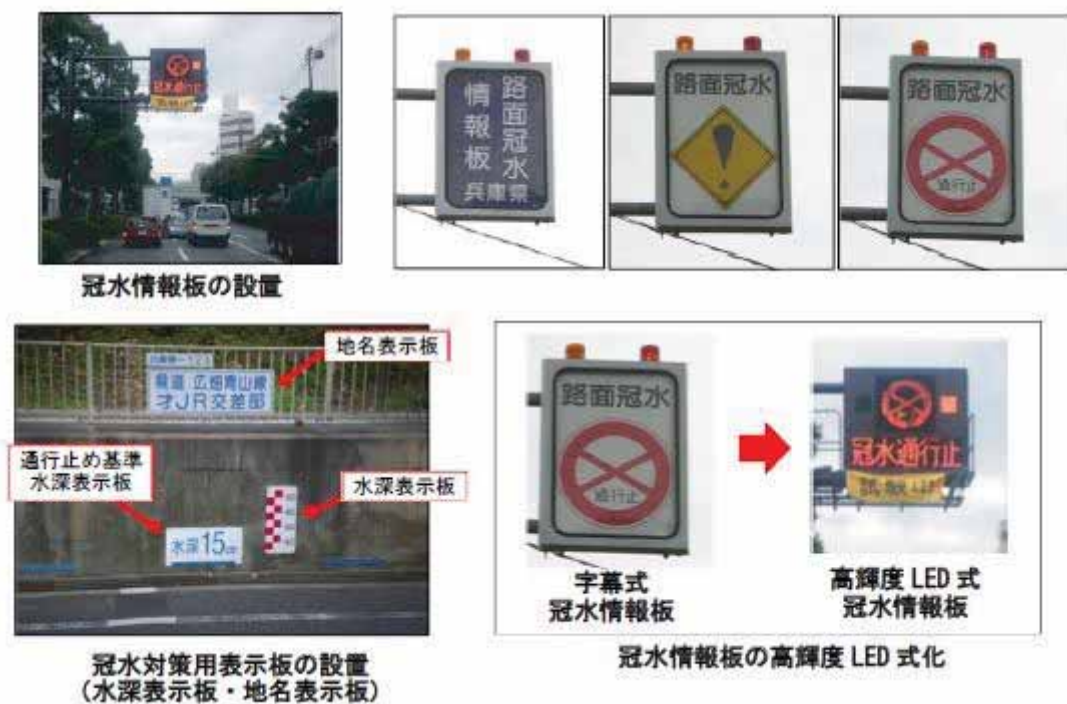 冠水通行止
冠水情報板の設置
路面冠水
情報板
兵庫県
路面冠水
路面冠水
通行止
地名表示板
県道 広畑青山線
才JR交差部
通行止め基準
水深表示板
水深表示板
水深15cm
冠水対策用表示板の設置
(水深表示板・地名表示板)
路面冠水
通行止
字幕式
冠水情報板
冠水通行止
高輝度 LED 式
冠水情報板
冠水情報板の高輝度 LED 式化